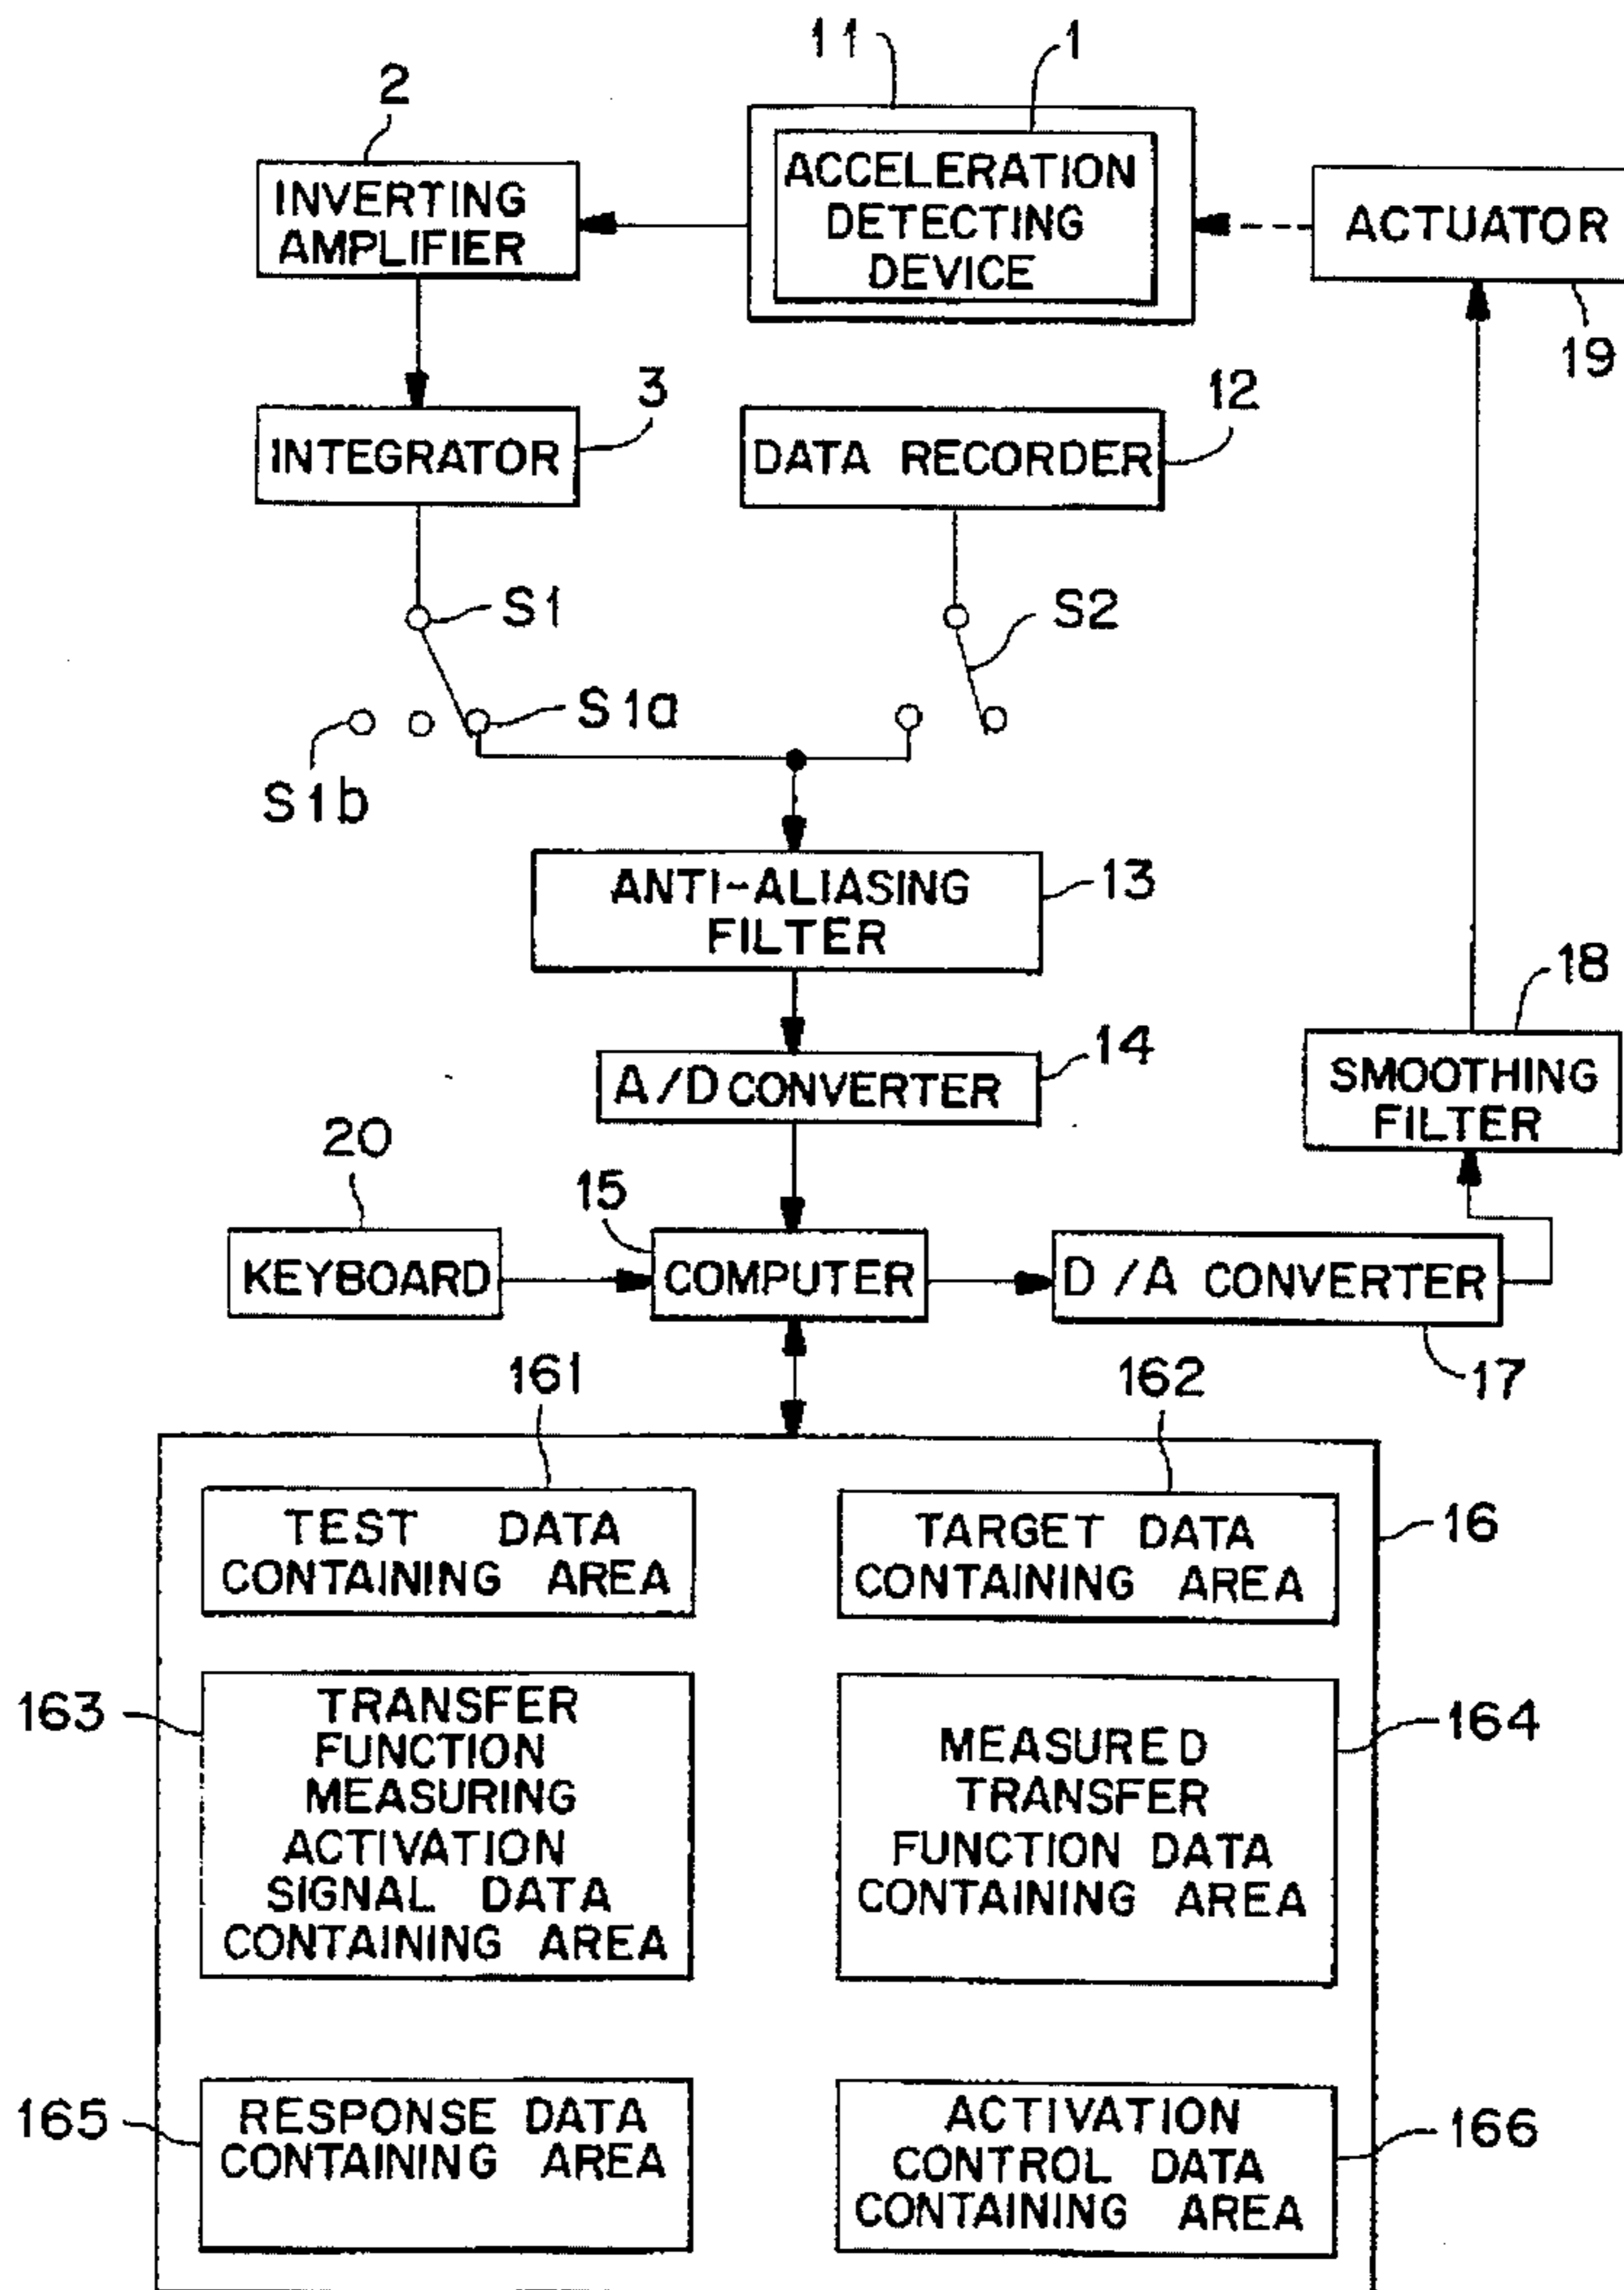 11
1
2
ACCELERATION
DETECTING
DEVICE
INVERTING
AMPLIFIER
ACTUATOR
19
3
12
INTEGRATOR
DATA RECORDER
S1
S2
S1a
S1b
ANTI-ALIASING
FILTER
13
18
14
A/D CONVERTER
SMOOTHING
FILTER
20
15
KEYBOARD
COMPUTER
D/A CONVERTER
17
161
162
16
TEST DATA
CONTAINING AREA
TARGET DATA
CONTAINING AREA
163
TRANSFER
FUNCTION
MEASURING
ACTIVATION
SIGNAL DATA
CONTAINING AREA
164
MEASURED
TRANSFER
FUNCTION DATA
CONTAINING AREA
165
RESPONSE DATA
CONTAINING AREA
166
ACTIVATION
CONTROL DATA
CONTAINING AREA